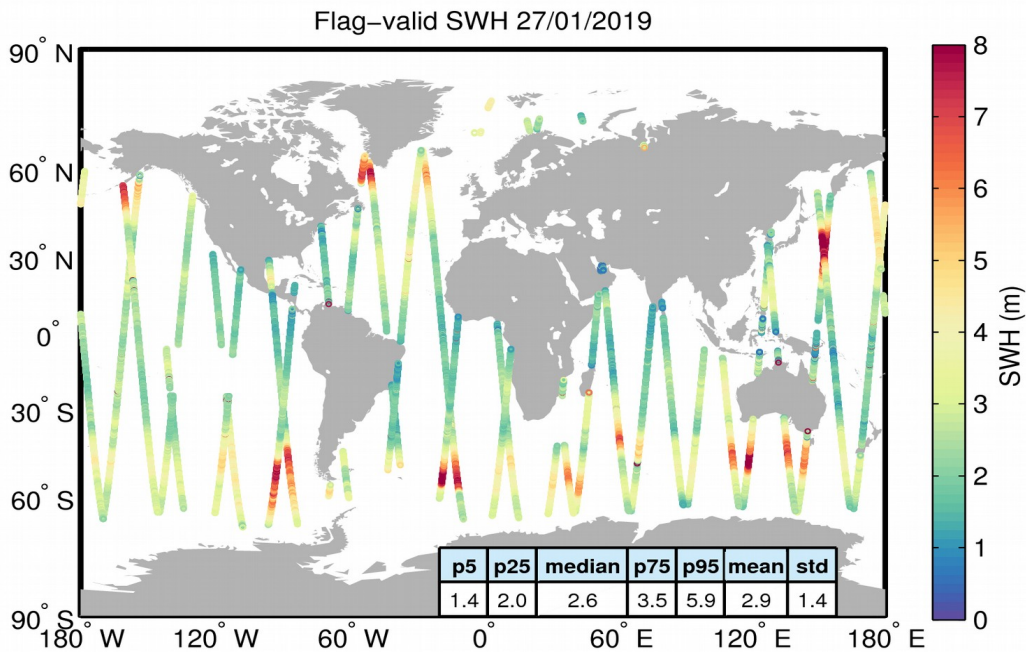 Flag−valid SWH 27/01/2019
90° N
60° N
30° N
0°
30° S
60° S
90° S
180° W
120° W
60° W
0°
60° E
120° E
180° E
p5 p25 median p75 p95 mean std
1.4 2.0 2.6 3.5 5.9 2.9 1.4
8
7
6
5
4
3
2
1
0
SWH (m)